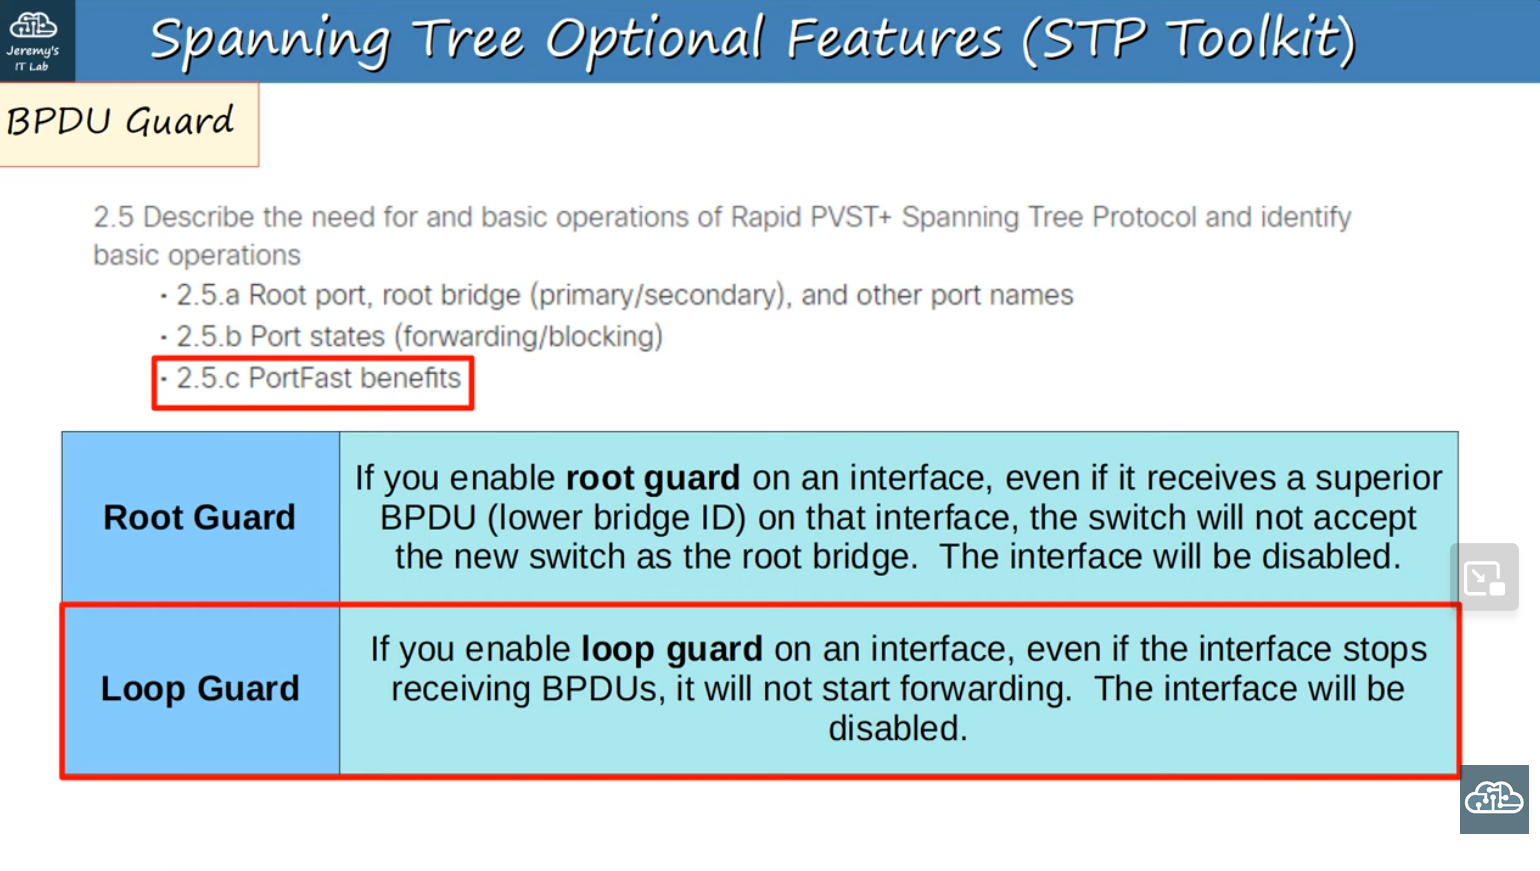 Jeremy's
IT Lab
Spanning Tree Optional Features (STP Toolkit)
BPDU Guard
2.5 Describe the need for and basic operations of Rapid PVST+ Spanning Tree Protocol and identify
basic operations
· 2.5.a Root port, root bridge (primary/secondary), and other port names
· 2.5.b Port states (forwarding/blocking)
· 2.5.c PortFast benefits
Root Guard
If you enable root guard on an interface, even if it receives a superior
BPDU (lower bridge ID) on that interface, the switch will not accept
the new switch as the root bridge.  The interface will be disabled.
Loop Guard
If you enable loop guard on an interface, even if the interface stops
receiving BPDUs, it will not start forwarding.  The interface will be
disabled.